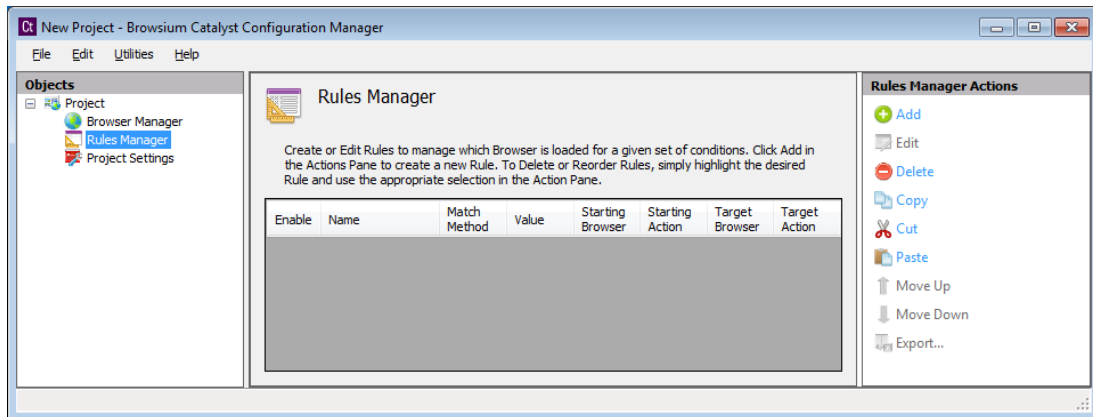 Ct New Project - Browsium Catalyst Configuration Manager
File Edit Utilities Help
Objects
Project
Browser Manager
Rules Manager
Project Settings
Rules Manager
Create or Edit Rules to manage which Browser is loaded for a given set of conditions. Click Add in
the Actions Pane to create a new Rule. To Delete or Reorder Rules, simply highlight the desired
Rule and use the appropriate selection in the Action Pane.
Enable Name Match Method Value Starting Browser Starting Action Target Browser Target Action
Rules Manager Actions
Add
Edit
Delete
Copy
Cut
Paste
Move Up
Move Down
Export...